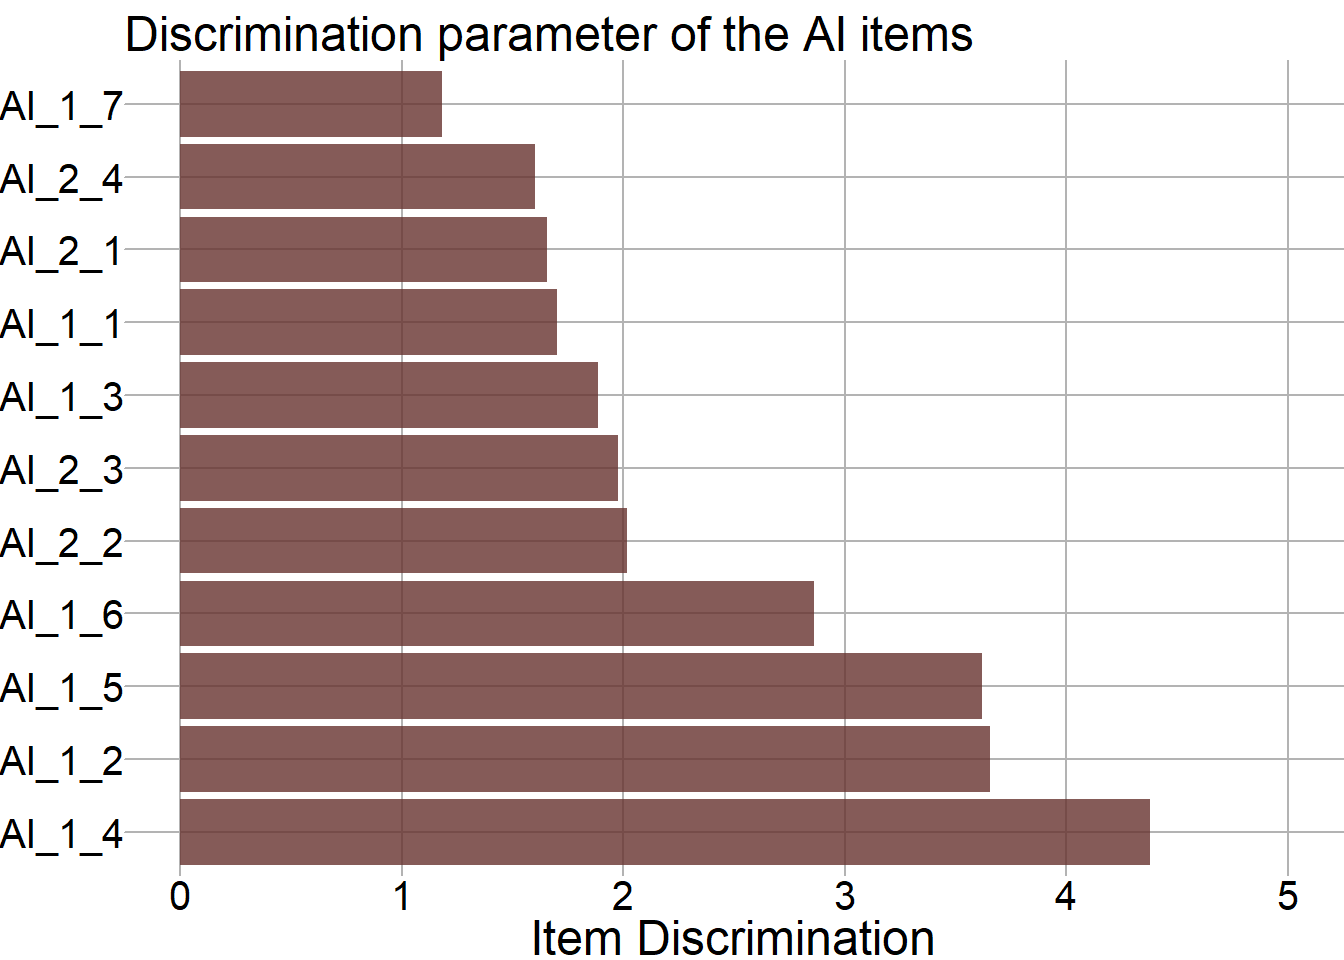 Discrimination parameter of the AI items
AI_1_7
AI_2_4
AI_2_1
AI_1_1
AI_1_3
AI_2_3
AI_2_2
AI_1_6
AI_1_5
AI_1_2
AI_1_4
0 1 2 3 4 5
Item Discrimination